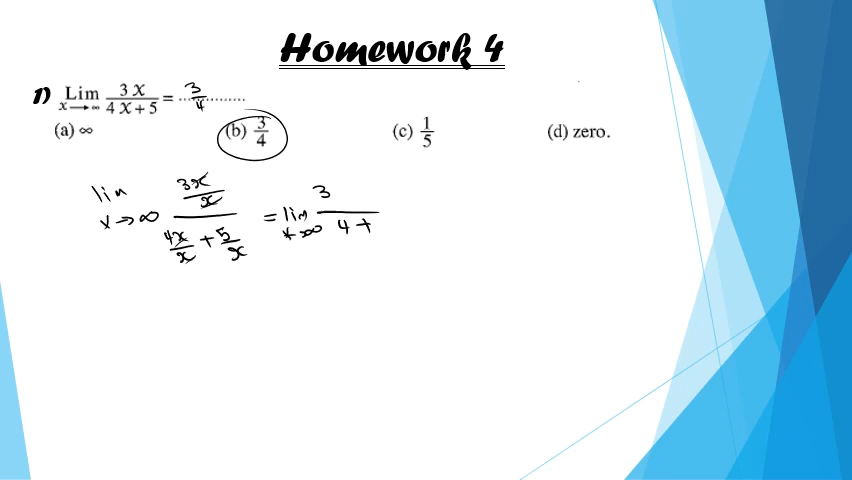 Homework 4
1) Lim x→∞ 3x/(4x+5) = ..........  3/4
(a) ∞ (b) 3/4 (c) 1/5 (d) zero.
lim x→∞ (3x/x)/(4x/x + 5/x) = lim x→∞ 3/(4+